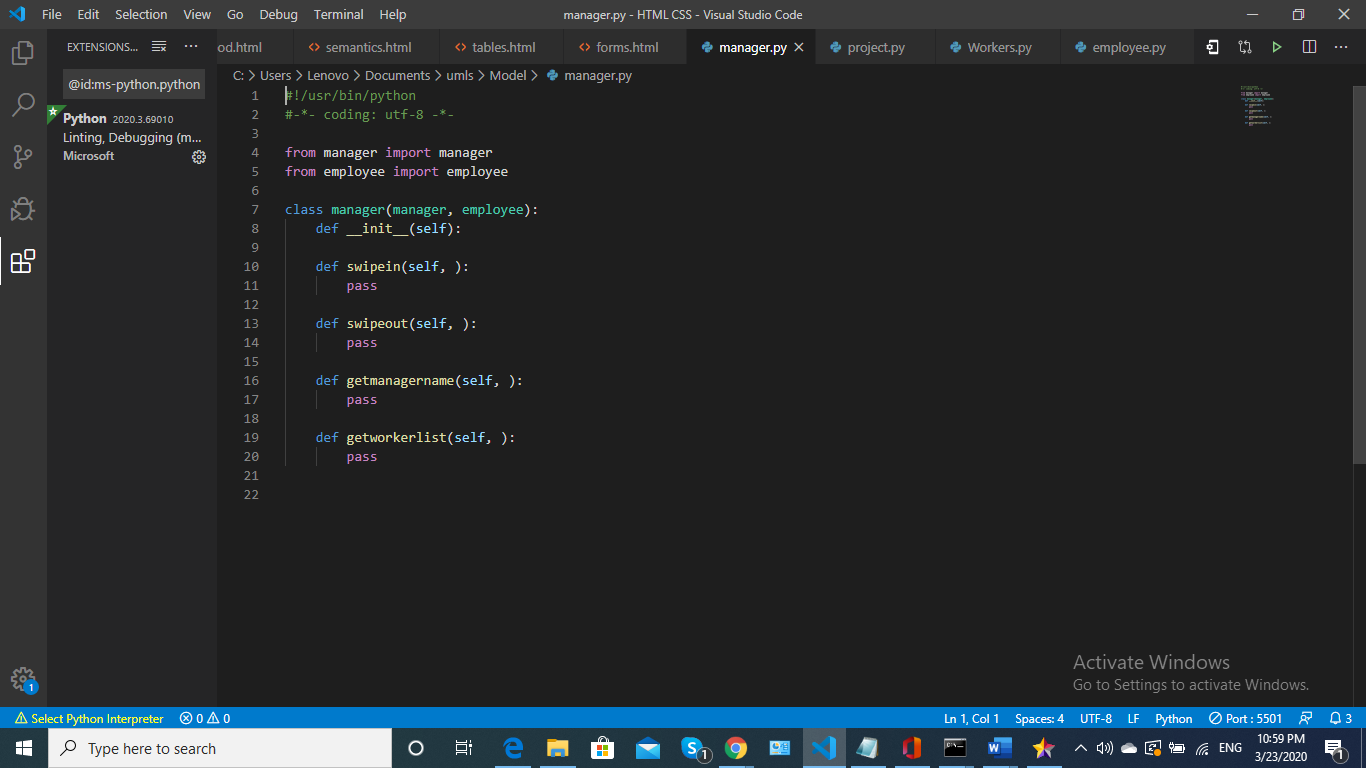 File Edit Selection View Go Debug Terminal Help manager.py - HTML CSS - Visual Studio Code
EXTENSIONS... od.html semantics.html tables.html forms.html manager.py project.py Workers.py employee.py
@id:ms-python.python
C: > Users > Lenovo > Documents > umls > Model > manager.py
Python 2020.3.69010
Linting, Debugging (m...
Microsoft
1 #!/usr/bin/python
2 #-*- coding: utf-8 -*-
3
4 from manager import manager
5 from employee import employee
6
7 class manager(manager, employee):
8 def __init__(self):
9
10 def swipein(self, ):
11 pass
12
13 def swipeout(self, ):
14 pass
15
16 def getmanagername(self, ):
17 pass
18
19 def getworkerlist(self, ):
20 pass
21
22
Activate Windows
Go to Settings to activate Windows.
1
Select Python Interpreter 0 0 Ln 1, Col 1 Spaces: 4 UTF-8 LF Python Port : 5501 3
Type here to search 1 ENG 10:59 PM
3/23/2020 1